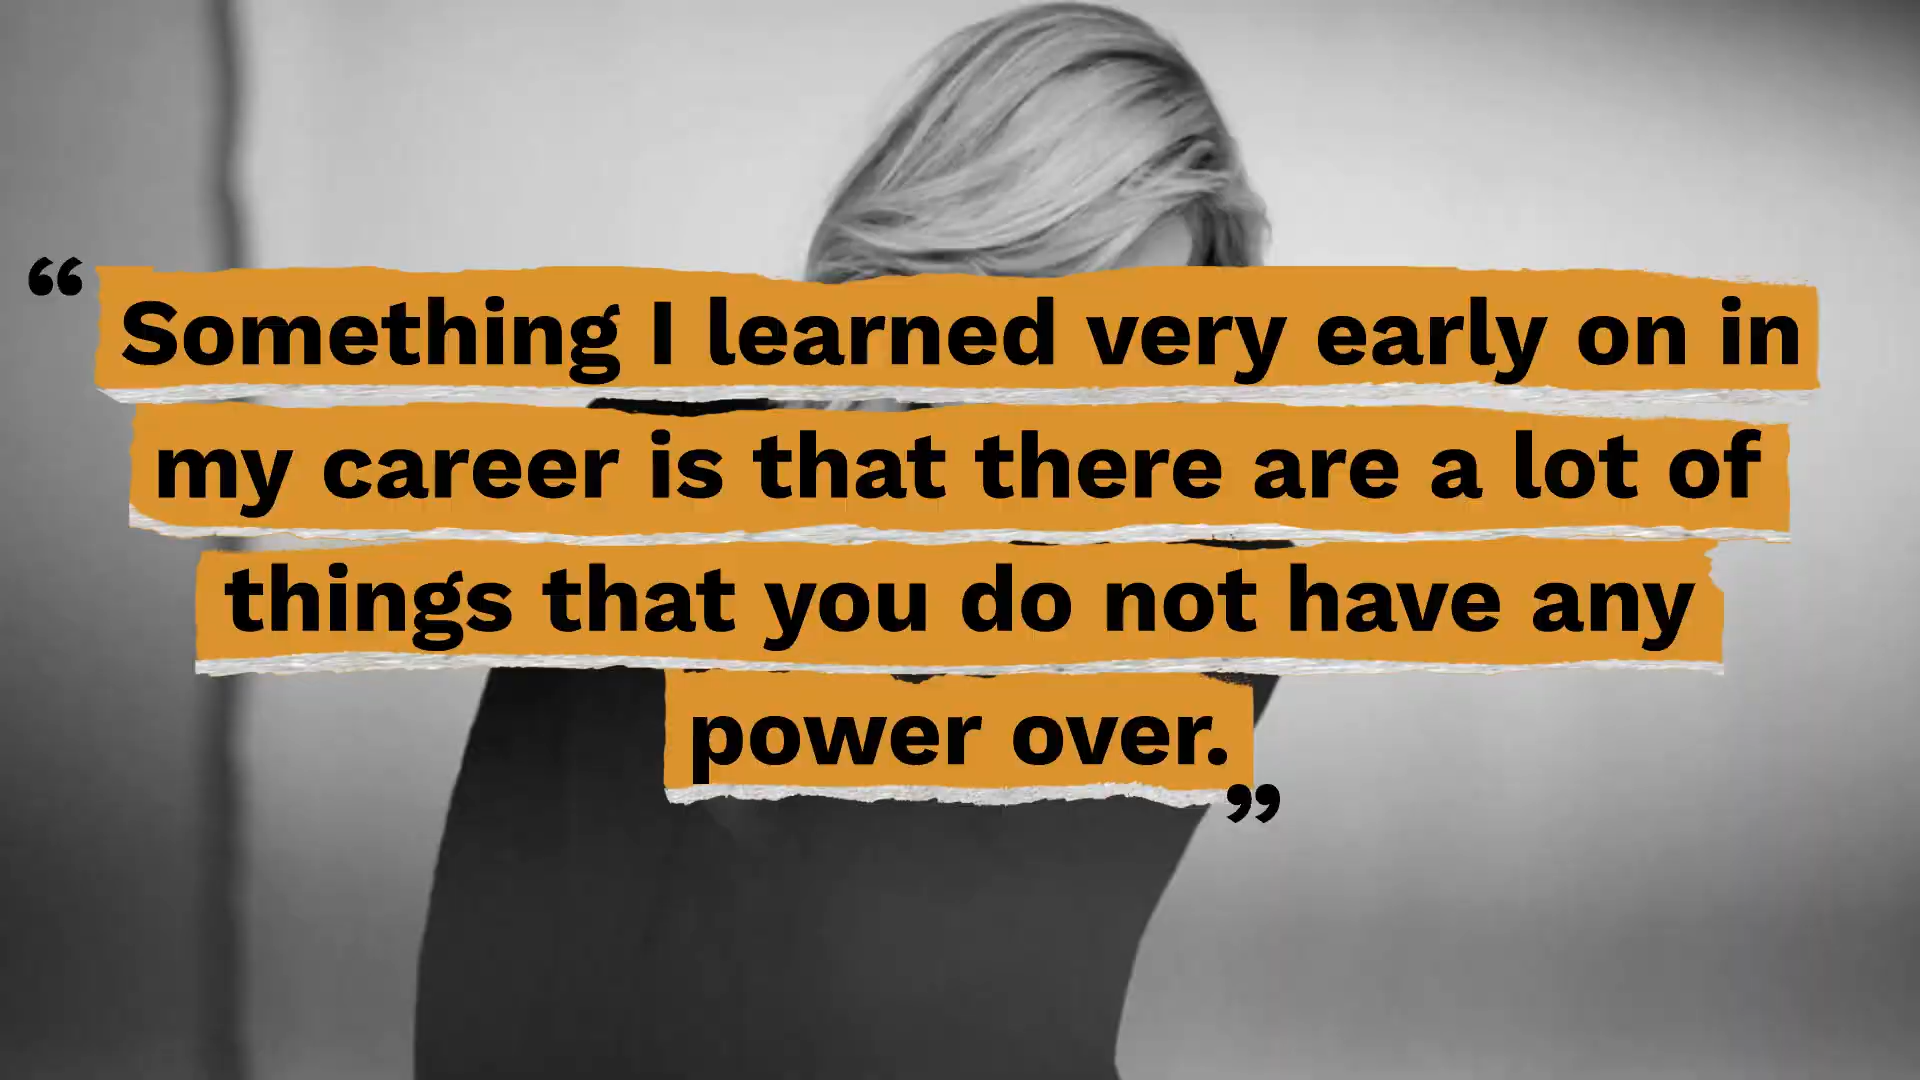 “Something I learned very early on in
my career is that there are a lot of
things that you do not have any
power over.”